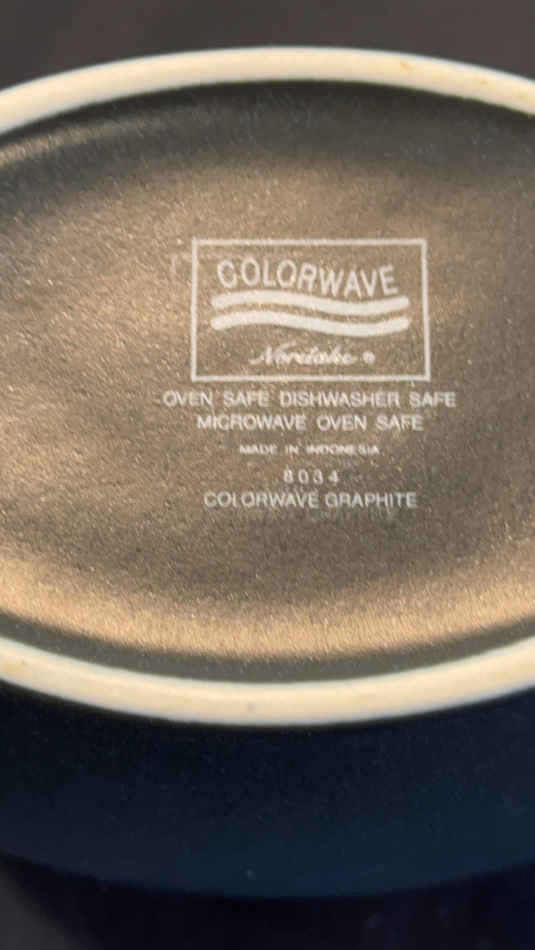 COLORWAVE
Noritake ®
OVEN SAFE DISHWASHER SAFE
MICROWAVE OVEN SAFE
MADE IN INDONESIA
8034
COLORWAVE GRAPHITE